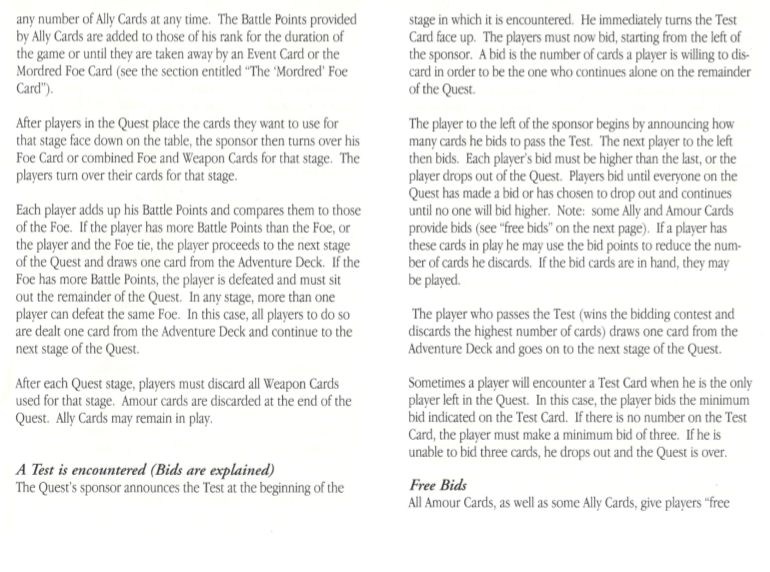 any number of Ally Cards at any time.  The Battle Points provided
by Ally Cards are added to those of his rank for the duration of
the game or until they are taken away by an Event Card or the
Mordred Foe Card (see the section entitled "The 'Mordred' Foe
Card").
After players in the Quest place the cards they want to use for
that stage face down on the table, the sponsor then turns over his
Foe Card or combined Foe and Weapon Cards for that stage.  The
players turn over their cards for that stage.
Each player adds up his Battle Points and compares them to those
of the Foe.  If the player has more Battle Points than the Foe, or
the player and the Foe tie, the player proceeds to the next stage
of the Quest and draws one card from the Adventure Deck.  If the
Foe has more Battle Points, the player is defeated and must sit
out the remainder of the Quest.  In any stage, more than one
player can defeat the same Foe.  In this case, all players to do so
are dealt one card from the Adventure Deck and continue to the
next stage of the Quest.
After each Quest stage, players must discard all Weapon Cards
used for that stage.  Amour cards are discarded at the end of the
Quest.  Ally Cards may remain in play.
A Test is encountered (Bids are explained)
The Quest's sponsor announces the Test at the beginning of the
stage in which it is encountered.  He immediately turns the Test
Card face up.  The players must now bid, starting from the left of
the sponsor.  A bid is the number of cards a player is willing to dis-
card in order to be the one who continues alone on the remainder
of the Quest.
The player to the left of the sponsor begins by announcing how
many cards he bids to pass the Test.  The next player to the left
then bids.  Each player's bid must be higher than the last, or the
player drops out of the Quest.  Players bid until everyone on the
Quest has made a bid or has chosen to drop out and continues
until no one will bid higher.  Note:  some Ally and Amour Cards
provide bids (see "free bids" on the next page).  If a player has
these cards in play he may use the bid points to reduce the num-
ber of cards he discards.  If the bid cards are in hand, they may
be played.
The player who passes the Test (wins the bidding contest and
discards the highest number of cards) draws one card from the
Adventure Deck and goes on to the next stage of the Quest.
Sometimes a player will encounter a Test Card when he is the only
player left in the Quest.  In this case, the player bids the minimum
bid indicated on the Test Card.  If there is no number on the Test
Card, the player must make a minimum bid of three.  If he is
unable to bid three cards, he drops out and the Quest is over.
Free Bids
All Amour Cards, as well as some Ally Cards, give players "free